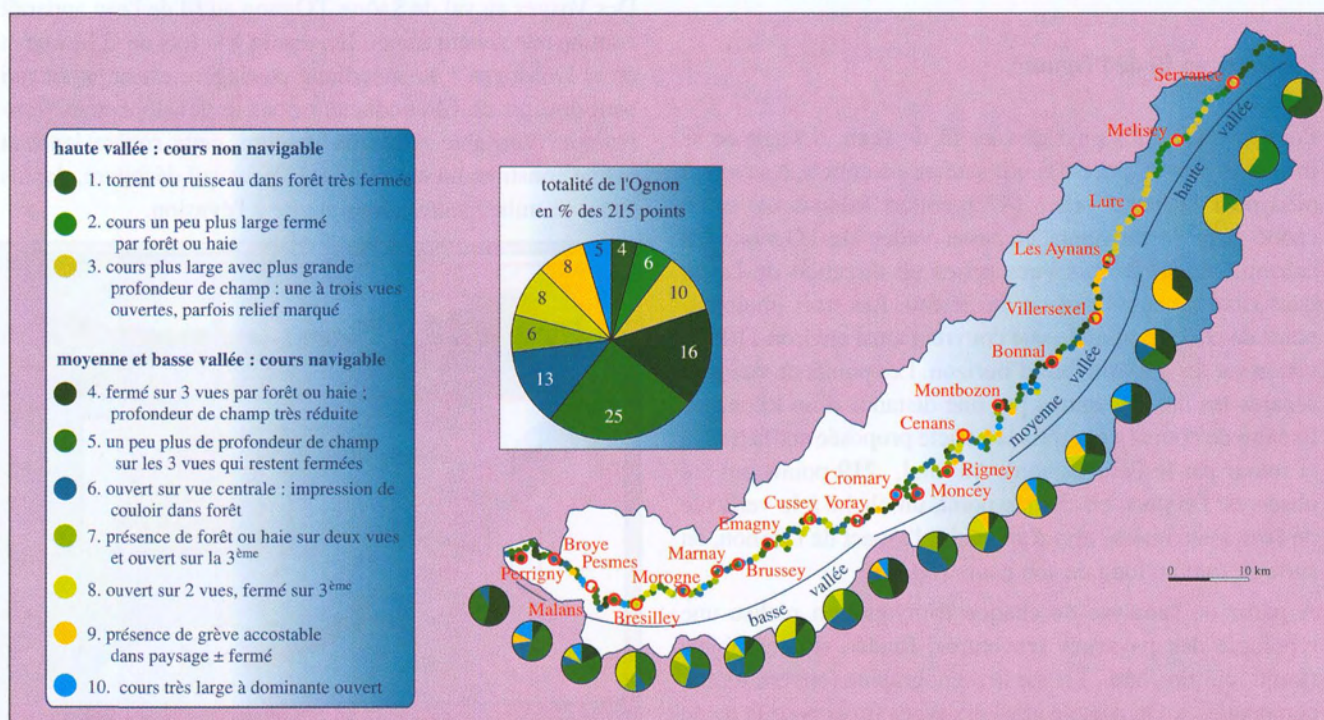 haute vallée : cours non navigable
1. torrent ou ruisseau dans forêt très fermée
2. cours un peu plus large fermé
par forêt ou haie
3. cours plus large avec plus grande
profondeur de champ : une à trois vues
ouvertes, parfois relief marqué
moyenne et basse vallée : cours navigable
4. fermé sur 3 vues par forêt ou haie ;
profondeur de champ très réduite
5. un peu plus de profondeur de champ
sur les 3 vues qui restent fermées
6. ouvert sur vue centrale : impression de
couloir dans forêt
7. présence de forêt ou haie sur deux vues
et ouvert sur la 3ème
8. ouvert sur 2 vues, fermé sur 3ème
9. présence de grève accostable
dans paysage ± fermé
10. cours très large à dominante ouvert
totalité de l'Ognon
en % des 215 points
4
6
10
16
25
13
6
8
8
5
Servance
Melisey
Lure
Les Aynans
Villersexel
Bonnal
Montbozon
Cenans
Rigney
Cromary
Moncey
Cussey
Voray
Emagny
Marnay
Brussey
Morogne
Broye
Pesmes
Perrigny
Malans
Bresilley
haute vallée
moyenne vallée
basse vallée
0 10 km